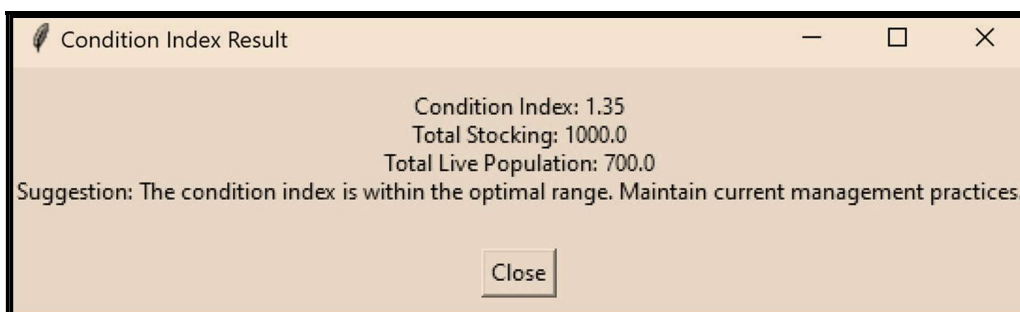 Condition Index Result
Condition Index: 1.35
Total Stocking: 1000.0
Total Live Population: 700.0
Suggestion: The condition index is within the optimal range. Maintain current management practices.
Close